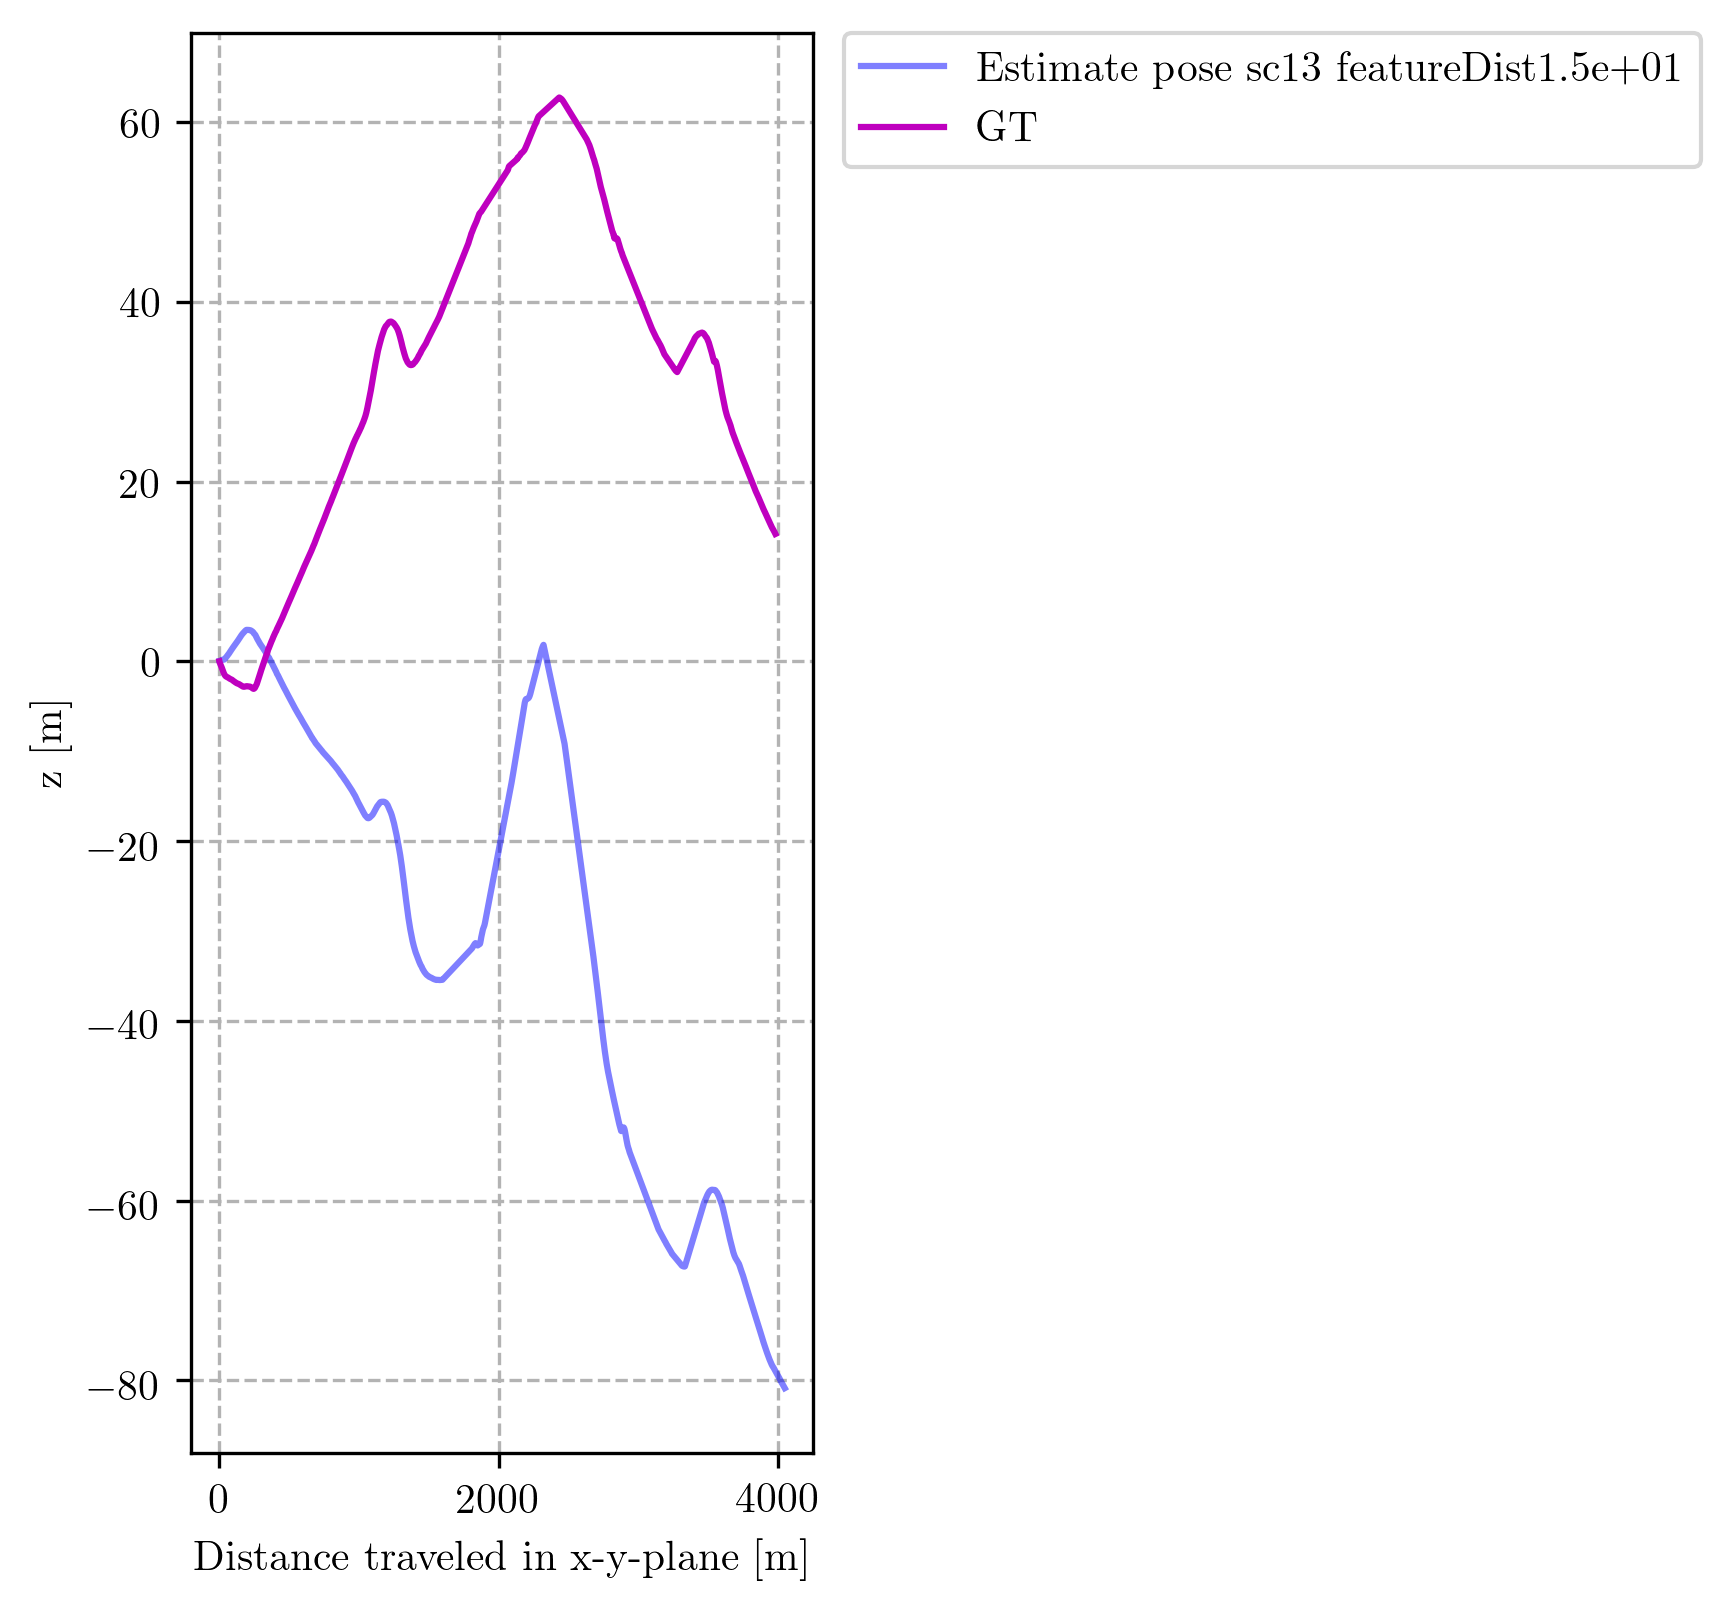 Estimate pose sc13 featureDist1.5e+01
GT
60
40
20
0
−20
−40
−60
−80
z [m]
0 2000 4000
Distance traveled in x-y-plane [m]